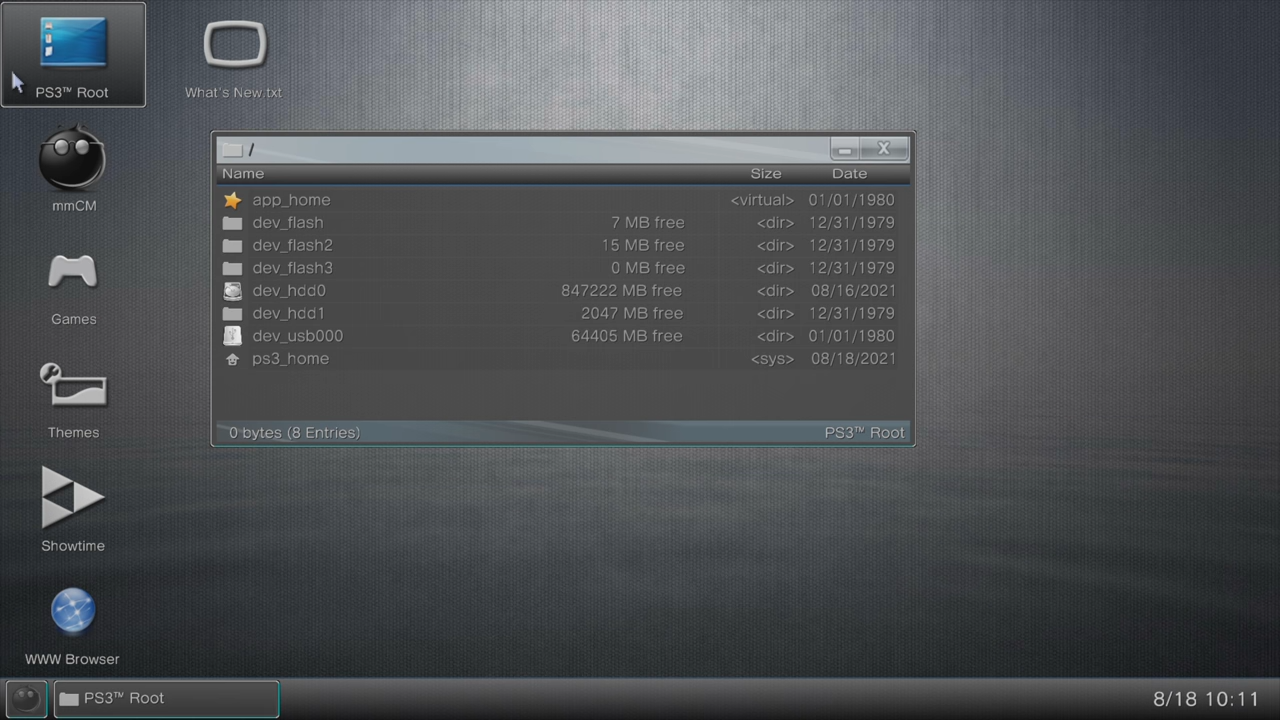 PS3™ Root
What's New.txt
mmCM
Games
Themes
Showtime
WWW Browser
/
X
Name Size Date
app_home <virtual> 01/01/1980
dev_flash 7 MB free <dir> 12/31/1979
dev_flash2 15 MB free <dir> 12/31/1979
dev_flash3 0 MB free <dir> 12/31/1979
dev_hdd0 847222 MB free <dir> 08/16/2021
dev_hdd1 2047 MB free <dir> 12/31/1979
dev_usb000 64405 MB free <dir> 01/01/1980
ps3_home <sys> 08/18/2021
0 bytes (8 Entries) PS3™ Root
PS3™ Root 8/18 10:11